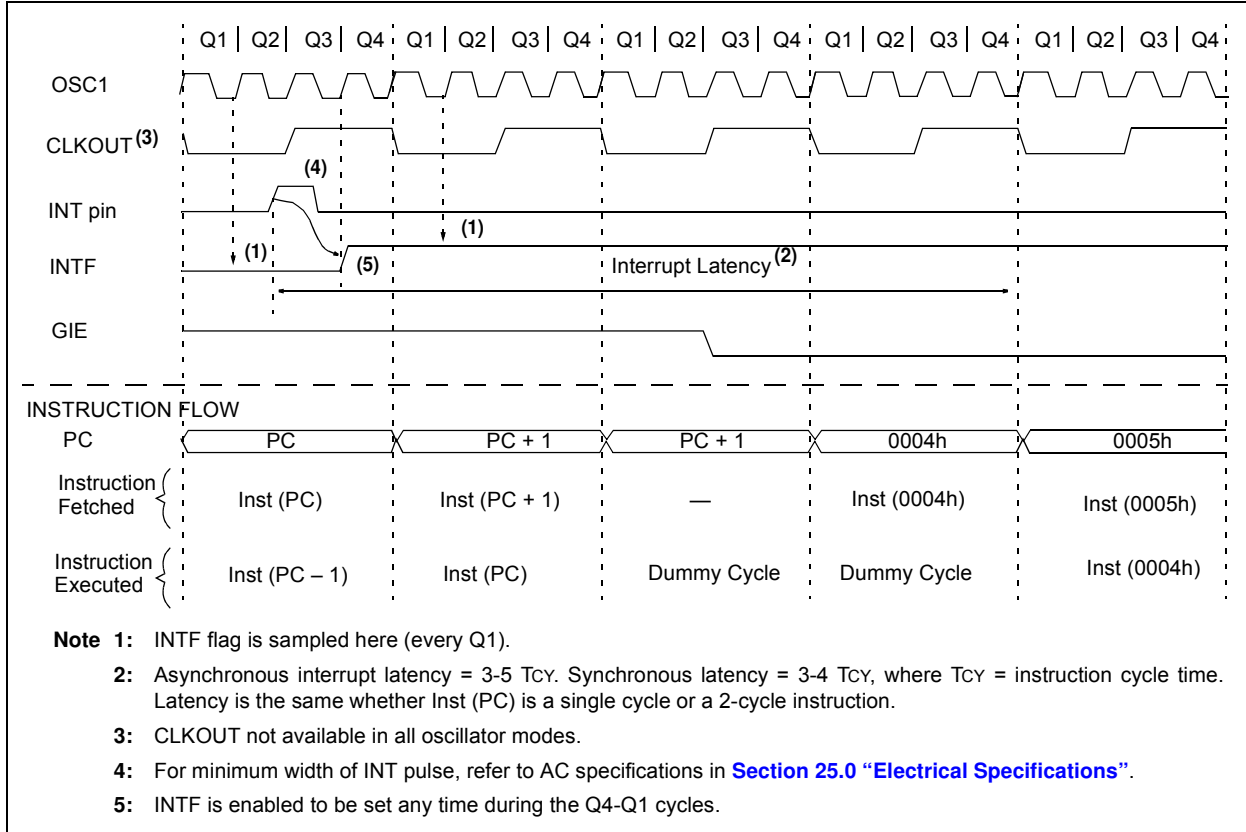 Q1 Q2 Q3 Q4 Q1 Q2 Q3 Q4 Q1 Q2 Q3 Q4 Q1 Q2 Q3 Q4 Q1 Q2 Q3 Q4
OSC1
CLKOUT (3)
(4)
INT pin
(1)
(1)
INTF
(5)
Interrupt Latency (2)
GIE
INSTRUCTION FLOW
PC PC PC + 1 PC + 1 0004h 0005h
Instruction
Fetched
Inst (PC) Inst (PC + 1) — Inst (0004h) Inst (0005h)
Instruction
Executed
Inst (PC – 1) Inst (PC) Dummy Cycle Dummy Cycle Inst (0004h)
Note 1: INTF flag is sampled here (every Q1).
2: Asynchronous interrupt latency = 3-5 TCY. Synchronous latency = 3-4 TCY, where TCY = instruction cycle time.
Latency is the same whether Inst (PC) is a single cycle or a 2-cycle instruction.
3: CLKOUT not available in all oscillator modes.
4: For minimum width of INT pulse, refer to AC specifications in Section 25.0 “Electrical Specifications”.
5: INTF is enabled to be set any time during the Q4-Q1 cycles.